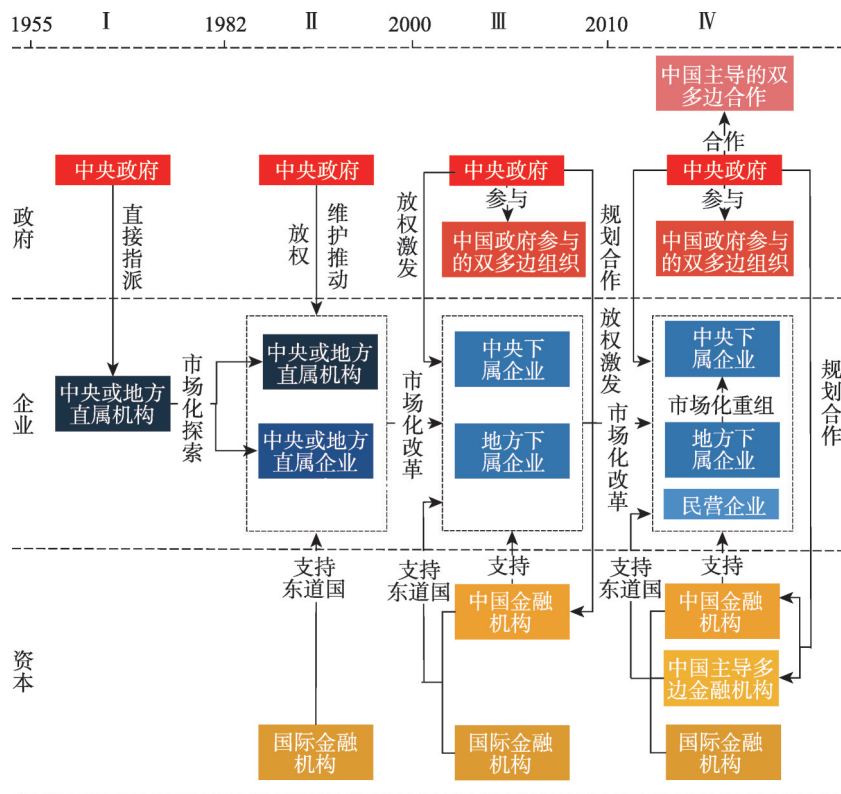 1955
Ⅰ
1982
Ⅱ
2000
Ⅲ
2010
Ⅳ
中国主导的双
多边合作
合作
中央政府
中央政府
中央政府
中央政府
政府
直接指派
放权
维护推动
放权激发
参与
规划合作
参与
中国政府参与
的双多边组织
中国政府参与
的双多边组织
企业
中央或地方
直属机构
市场化探索
中央或地方
直属机构
中央或地方
直属企业
市场化改革
中央下
属企业
地方下
属企业
放权激发
市场化改革
中央下
属企业
市场化重组
地方下
属企业
民营企业
规划合作
资本
支持
东道国
支持
东道国
支持
支持
东道国
支持
中国金融
机构
中国金融
机构
中国主导多
边金融机构
国际金融
机构
国际金融
机构
国际金融
机构